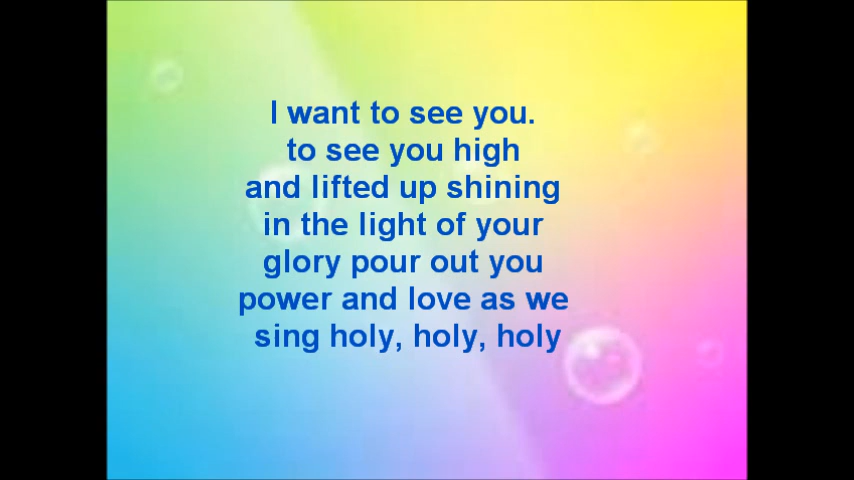 I want to see you.
to see you high
and lifted up shining
in the light of your
glory pour out you
power and love as we
sing holy, holy, holy